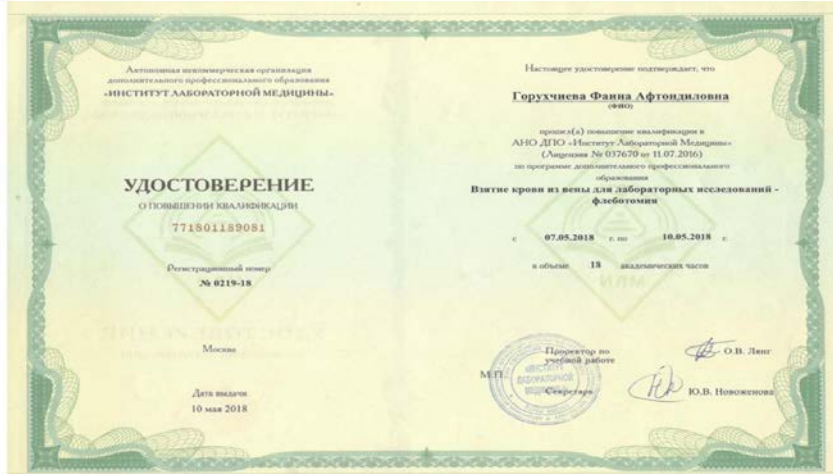 Автономная некоммерческая организация
дополнительного профессионального образования
«ИНСТИТУТ ЛАБОРАТОРНОЙ МЕДИЦИНЫ»
УДОСТОВЕРЕНИЕ
О ПОВЫШЕНИИ КВАЛИФИКАЦИИ
771801189081
Регистрационный номер
№ 0219-18
Москва
Дата выдачи
10 мая 2018
Настоящее удостоверение подтверждает, что
Горухчиева Фаина Афтондиловна
(ФИО)
прошел(а) повышение квалификации в
АНО ДПО «Институт Лабораторной Медицины»
(Лицензия № 037670 от 11.07.2016)
по программе дополнительного профессионального
образования
Взятие крови из вены для лабораторных исследований -
флеботомия
с 07.05.2018 г. по 10.05.2018 г.
в объеме 18 академических часов
Проректор по
учебной работе
О.В. Лянг
М.П.
ИНСТИТУТ
ЛАБОРАТОРНОЙ
МЕДИЦИНЫ
Секретарь
Ю.В. Новоженова